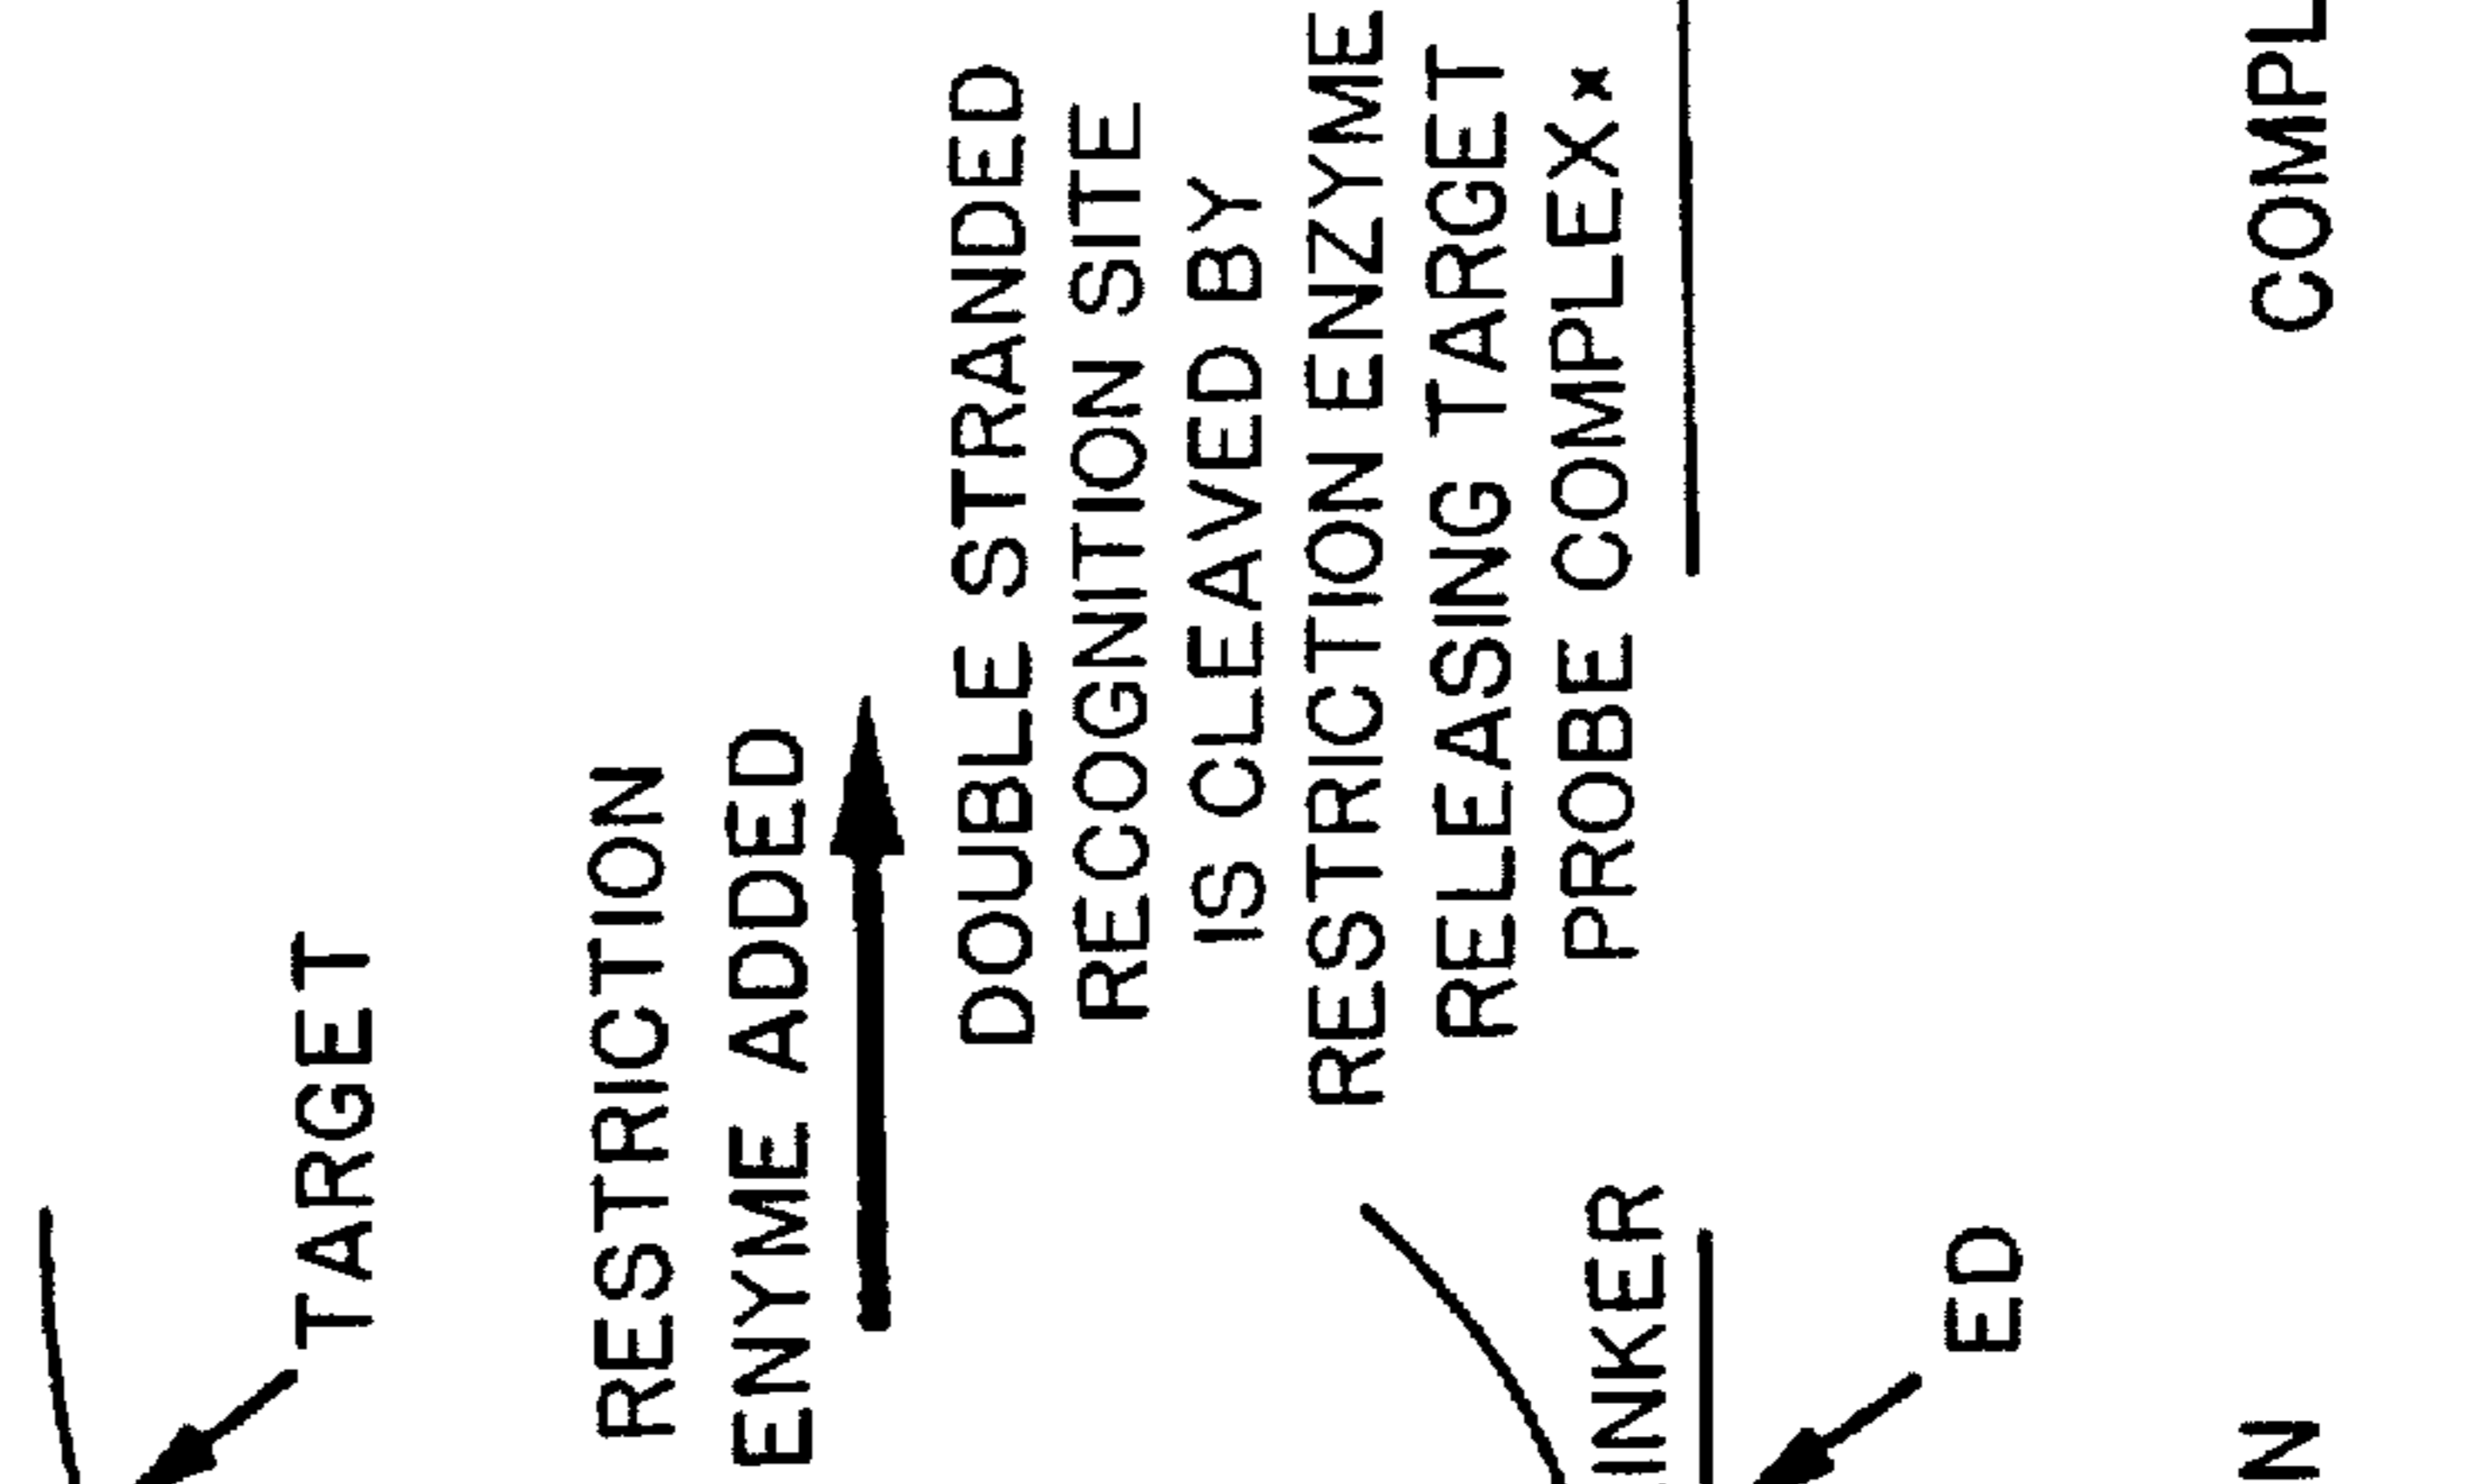 TARGET
RESTRICTION
ENYME ADDED
DOUBLE STRANDED
RECOGNITION SITE
IS CLEAVED BY
RESTRICTION ENZYME
RELEASING TARGET
PROBE COMPLEX*
INKER
ED
COMPL
N